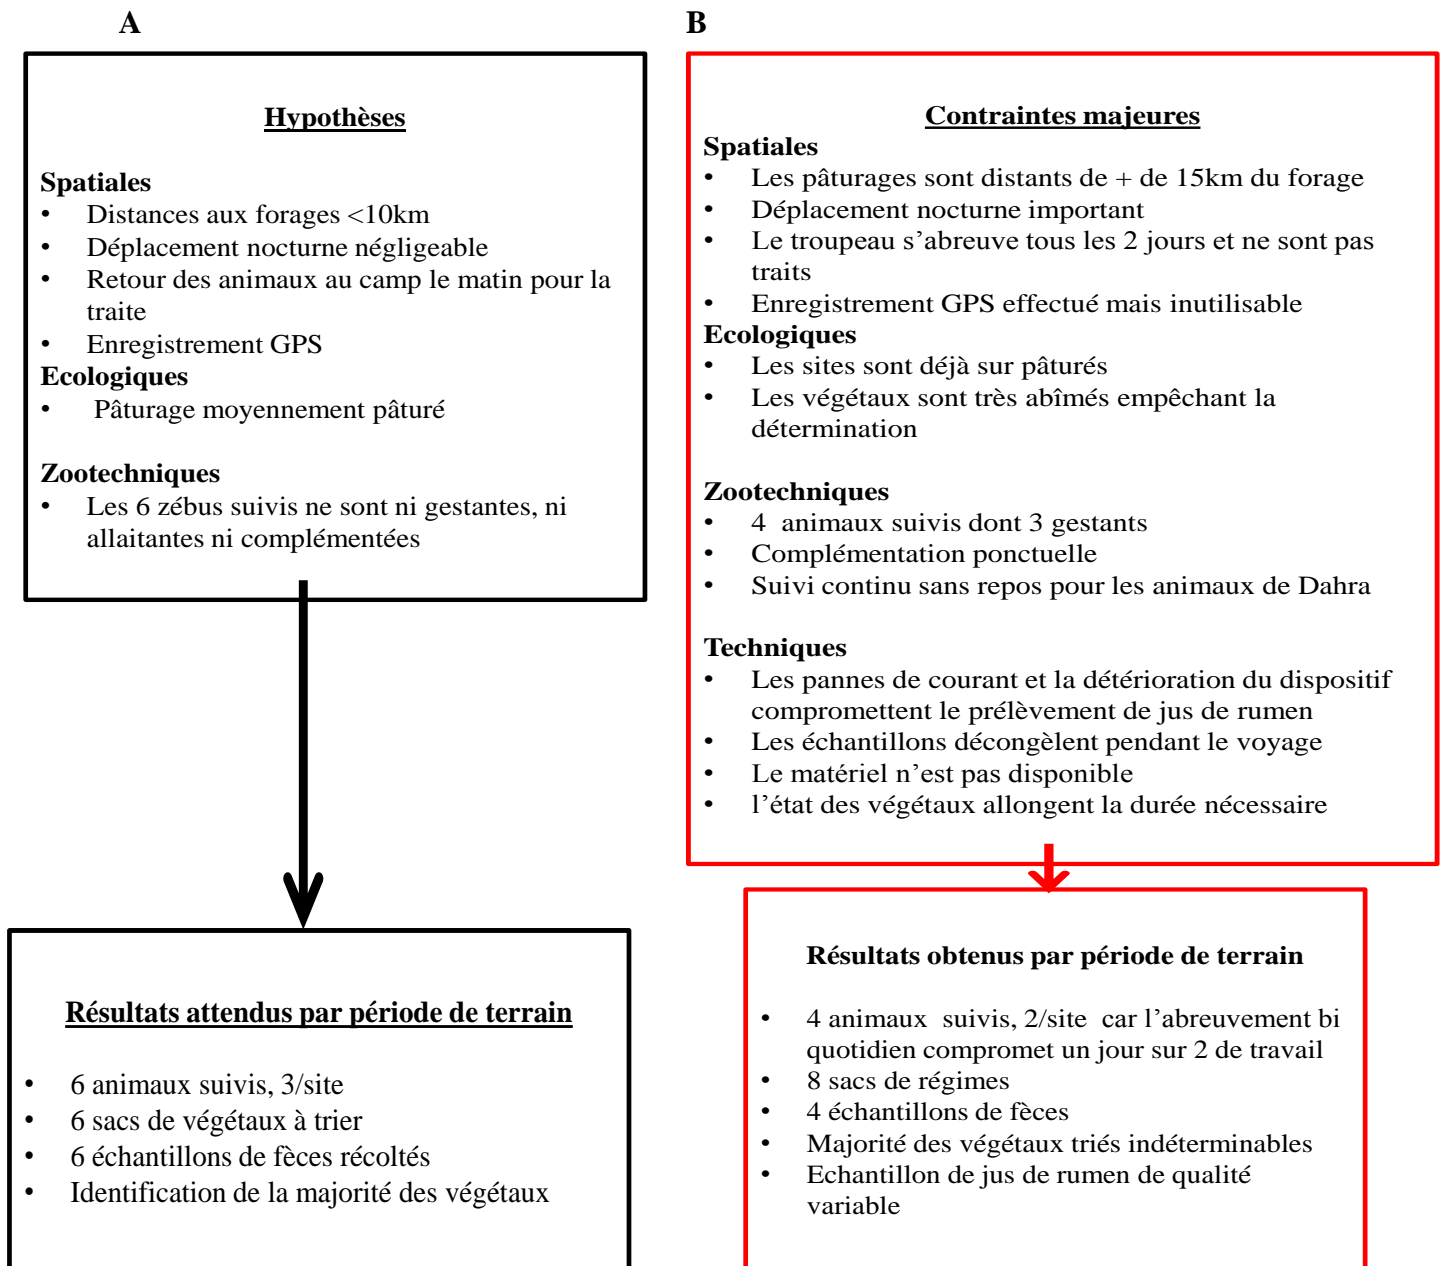 A
Hypothèses
Spatiales
• Distances aux forages <10km
• Déplacement nocturne négligeable
• Retour des animaux au camp le matin pour la
traite
• Enregistrement GPS
Ecologiques
• Pâturage moyennement pâturé
Zootechniques
• Les 6 zébus suivis ne sont ni gestantes, ni
allaitantes ni complémentées
Résultats attendus par période de terrain
• 6 animaux suivis, 3/site
• 6 sacs de végétaux à trier
• 6 échantillons de fèces récoltés
• Identification de la majorité des végétaux
B
Contraintes majeures
Spatiales
• Les pâturages sont distants de + de 15km du forage
• Déplacement nocturne important
• Le troupeau s’abreuve tous les 2 jours et ne sont pas
traits
• Enregistrement GPS effectué mais inutilisable
Ecologiques
• Les sites sont déjà sur pâturés
• Les végétaux sont très abîmés empêchant la
détermination
Zootechniques
• 4 animaux suivis dont 3 gestants
• Complémentation ponctuelle
• Suivi continu sans repos pour les animaux de Dahra
Techniques
• Les pannes de courant et la détérioration du dispositif
compromettent le prélèvement de jus de rumen
• Les échantillons décongèlent pendant le voyage
• Le matériel n’est pas disponible
• l’état des végétaux allongent la durée nécessaire
Résultats obtenus par période de terrain
• 4 animaux suivis, 2/site car l’abreuvement bi
quotidien compromet un jour sur 2 de travail
• 8 sacs de régimes
• 4 échantillons de fèces
• Majorité des végétaux triés indéterminables
• Echantillon de jus de rumen de qualité
variable